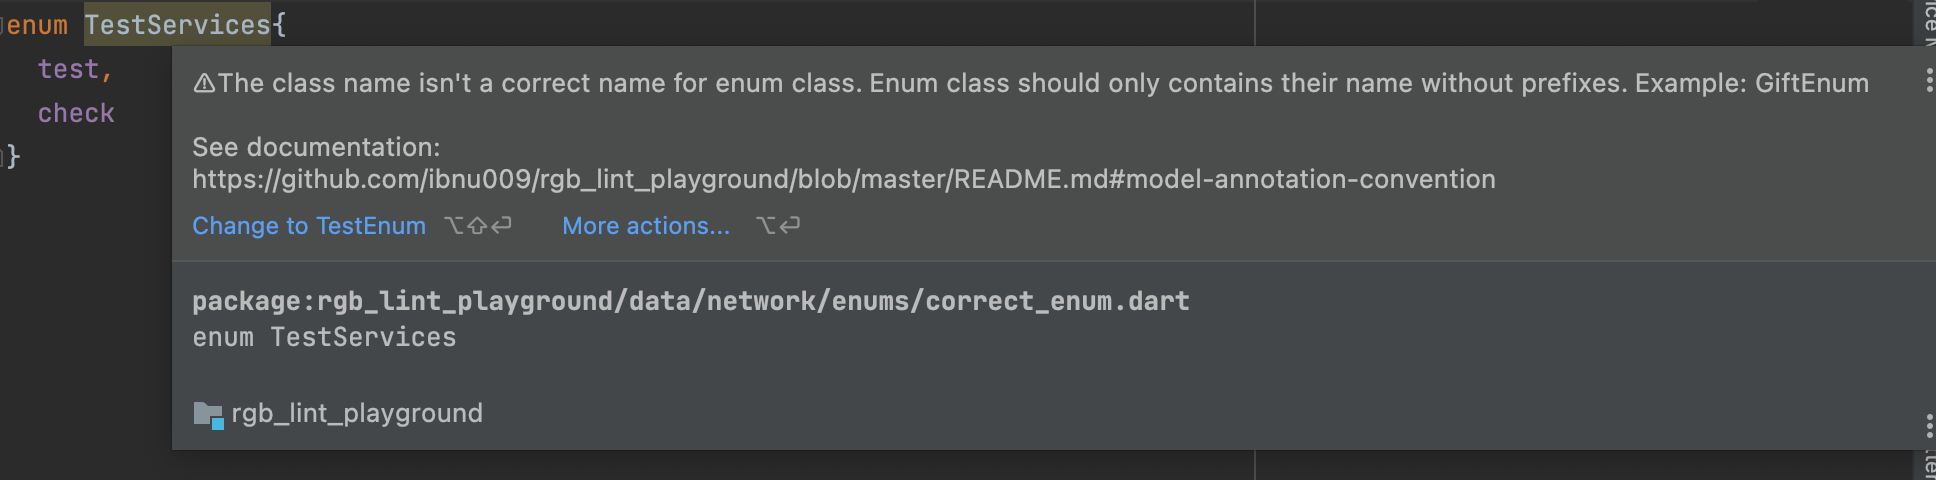 enum TestServices{
test,
check
}
⚠The class name isn't a correct name for enum class. Enum class should only contains their name without prefixes. Example: GiftEnum
See documentation:
https://github.com/ibnu009/rgb_lint_playground/blob/master/README.md#model-annotation-convention
Change to TestEnum ⌥⇧⏎ More actions... ⌥⏎
package:rgb_lint_playground/data/network/enums/correct_enum.dart
enum TestServices
rgb_lint_playground